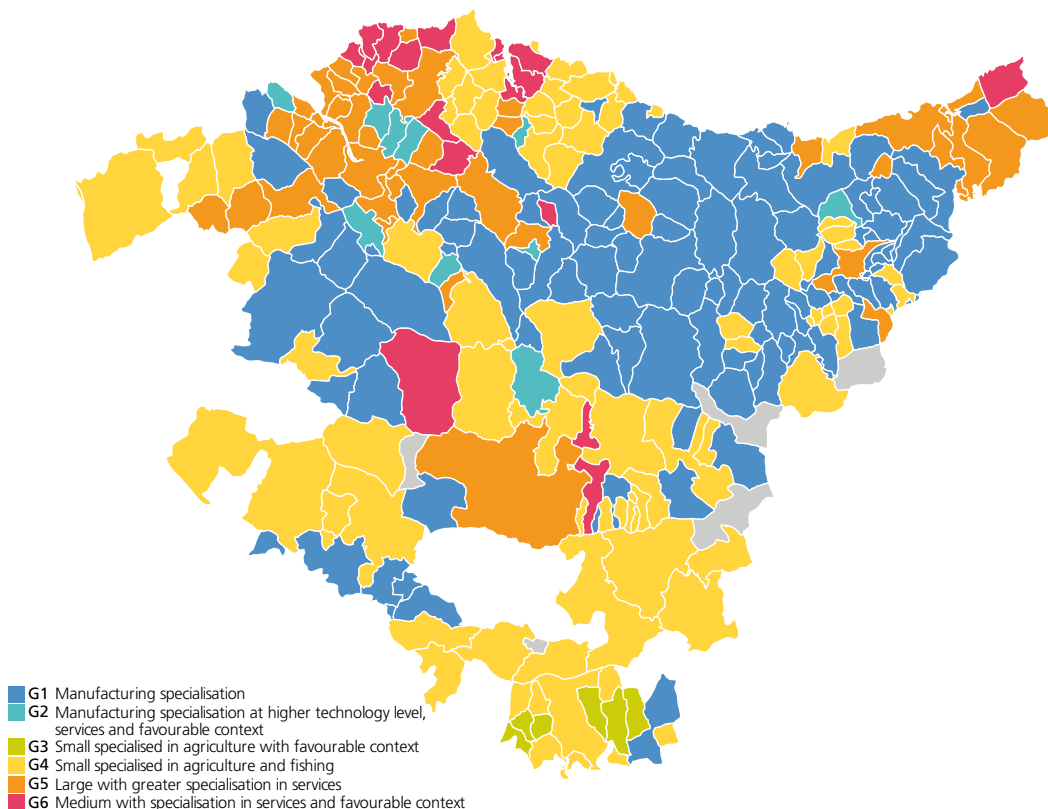 G1 Manufacturing specialisation
G2 Manufacturing specialisation at higher technology level,
services and favourable context
G3 Small specialised in agriculture with favourable context
G4 Small specialised in agriculture and fishing
G5 Large with greater specialisation in services
G6 Medium with specialisation in services and favourable context